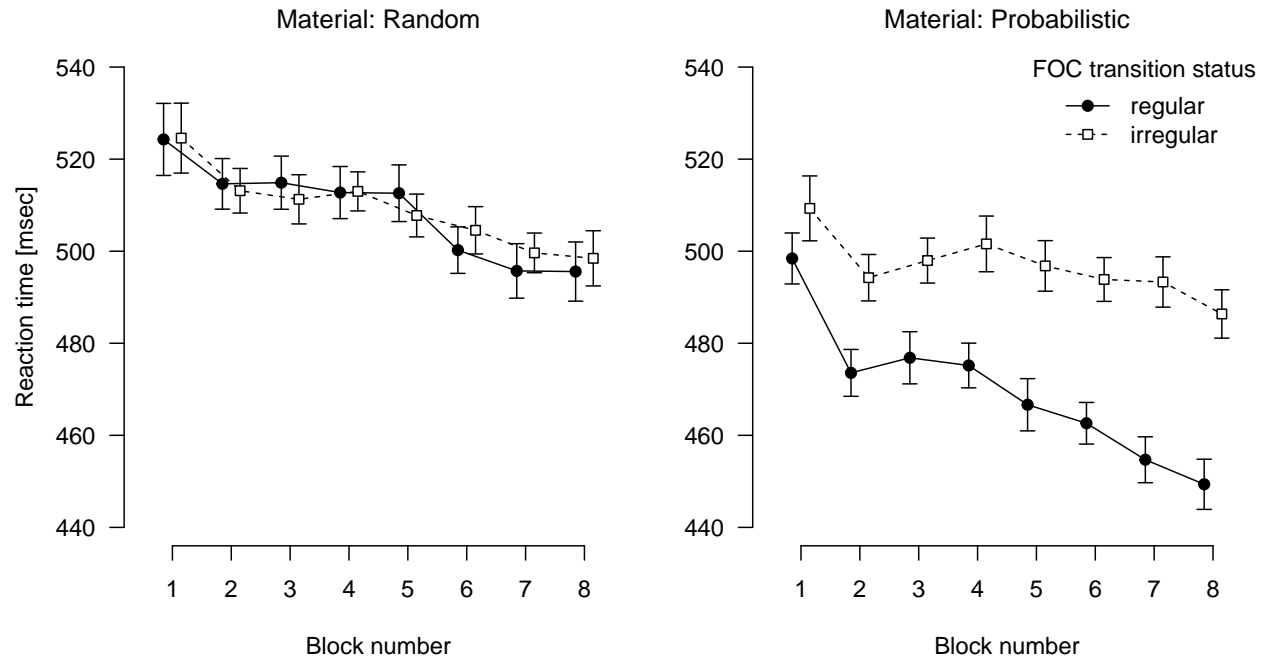 Material: Random
540
520
500
480
460
440
Reaction time [msec]
1 2 3 4 5 6 7 8
Block number
Material: Probabilistic
FOC transition status
regular
irregular
540
520
500
480
460
440
1 2 3 4 5 6 7 8
Block number